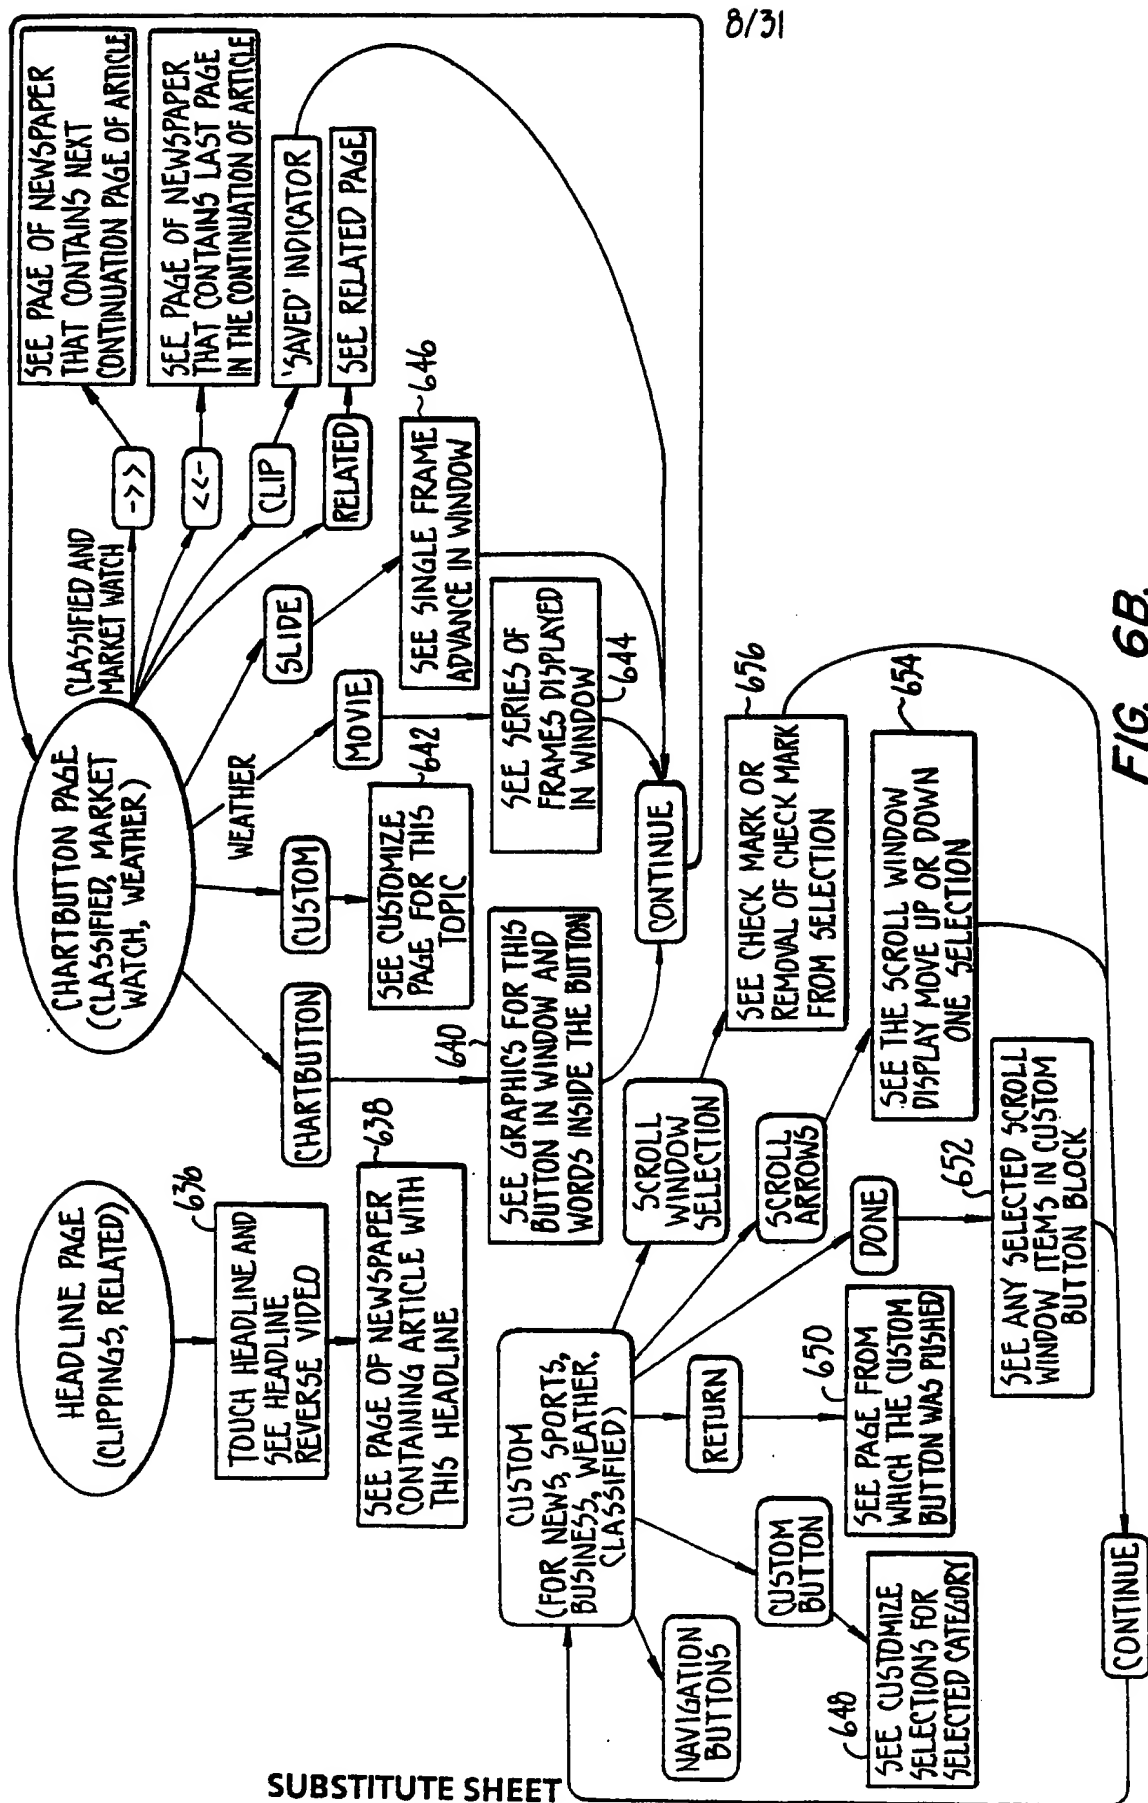 8/31
HEADLINE PAGE
(CLIPPINGS, RELATED)
636
TOUCH HEADLINE AND
SEE HEADLINE
REVERSE VIDEO
638
SEE PAGE OF NEWSPAPER
CONTAINING ARTICLE WITH
THIS HEADLINE
CHARTBUTTON PAGE
(CLASSIFIED, MARKET
WATCH, WEATHER)
CHARTBUTTON
640
SEE GRAPHICS FOR THIS
BUTTON IN WINDOW AND
WORDS INSIDE THE BUTTON
CUSTOM
642
SEE CUSTOMIZE
PAGE FOR THIS
TOPIC
WEATHER
MOVIE
SEE SERIES OF
FRAMES DISPLAYED
IN WINDOW
644
SLIDE
646
SEE SINGLE FRAME
ADVANCE IN WINDOW
CLASSIFIED AND
MARKET WATCH
->>
SEE PAGE OF NEWSPAPER
THAT CONTAINS NEXT
CONTINUATION PAGE OF ARTICLE
<<-
SEE PAGE OF NEWSPAPER
THAT CONTAINS LAST PAGE
IN THE CONTINUATION OF ARTICLE
CLIP
'SAVED' INDICATOR
RELATED
SEE RELATED PAGE
CONTINUE
CUSTOM
(FOR NEWS, SPORTS,
BUSINESS, WEATHER,
CLASSIFIED)
NAVIGATION
BUTTONS
CUSTOM
BUTTON
648
SEE CUSTOMIZE
SELECTIONS FOR
SELECTED CATEGORY
RETURN
650
SEE PAGE FROM
WHICH THE CUSTOM
BUTTON WAS PUSHED
DONE
652
SEE ANY SELECTED SCROLL
WINDOW ITEMS IN CUSTOM
BUTTON BLOCK
SCROLL
ARROWS
654
SEE THE SCROLL WINDOW
DISPLAY MOVE UP OR DOWN
ONE SELECTION
SCROLL
WINDOW
SELECTION
656
SEE CHECK MARK OR
REMOVAL OF CHECK MARK
FROM SELECTION
CONTINUE
FIG. 6B.
SUBSTITUTE SHEET